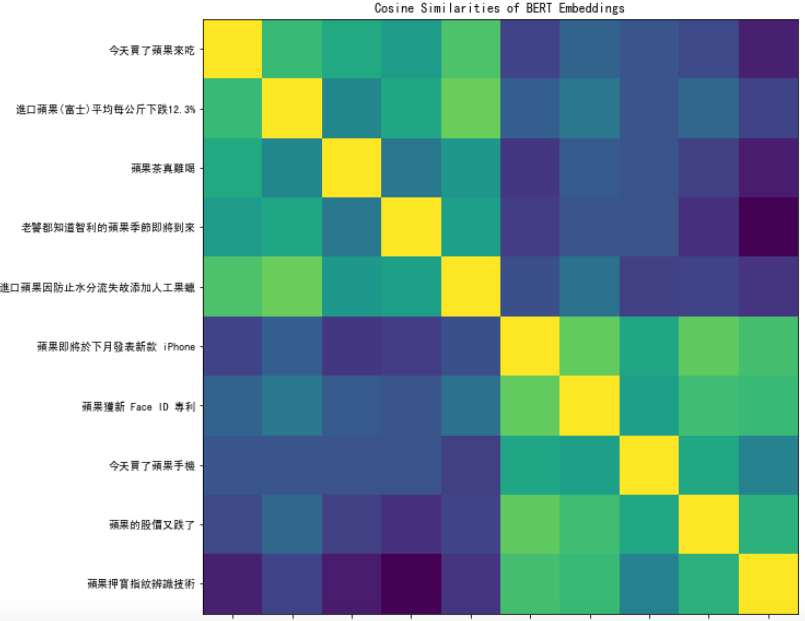 Cosine Similarities of BERT Embeddings
今天買了蘋果來吃
進口蘋果(富士)平均每公斤下跌12.3%
蘋果茶真難喝
老饕都知道智利的蘋果季節即將到來
進口蘋果因防止水分流失故添加人工果蠟
蘋果即將於下月發表新款 iPhone
蘋果獲新 Face ID 專利
今天買了蘋果手機
蘋果的股價又跌了
蘋果押寶指紋辨識技術